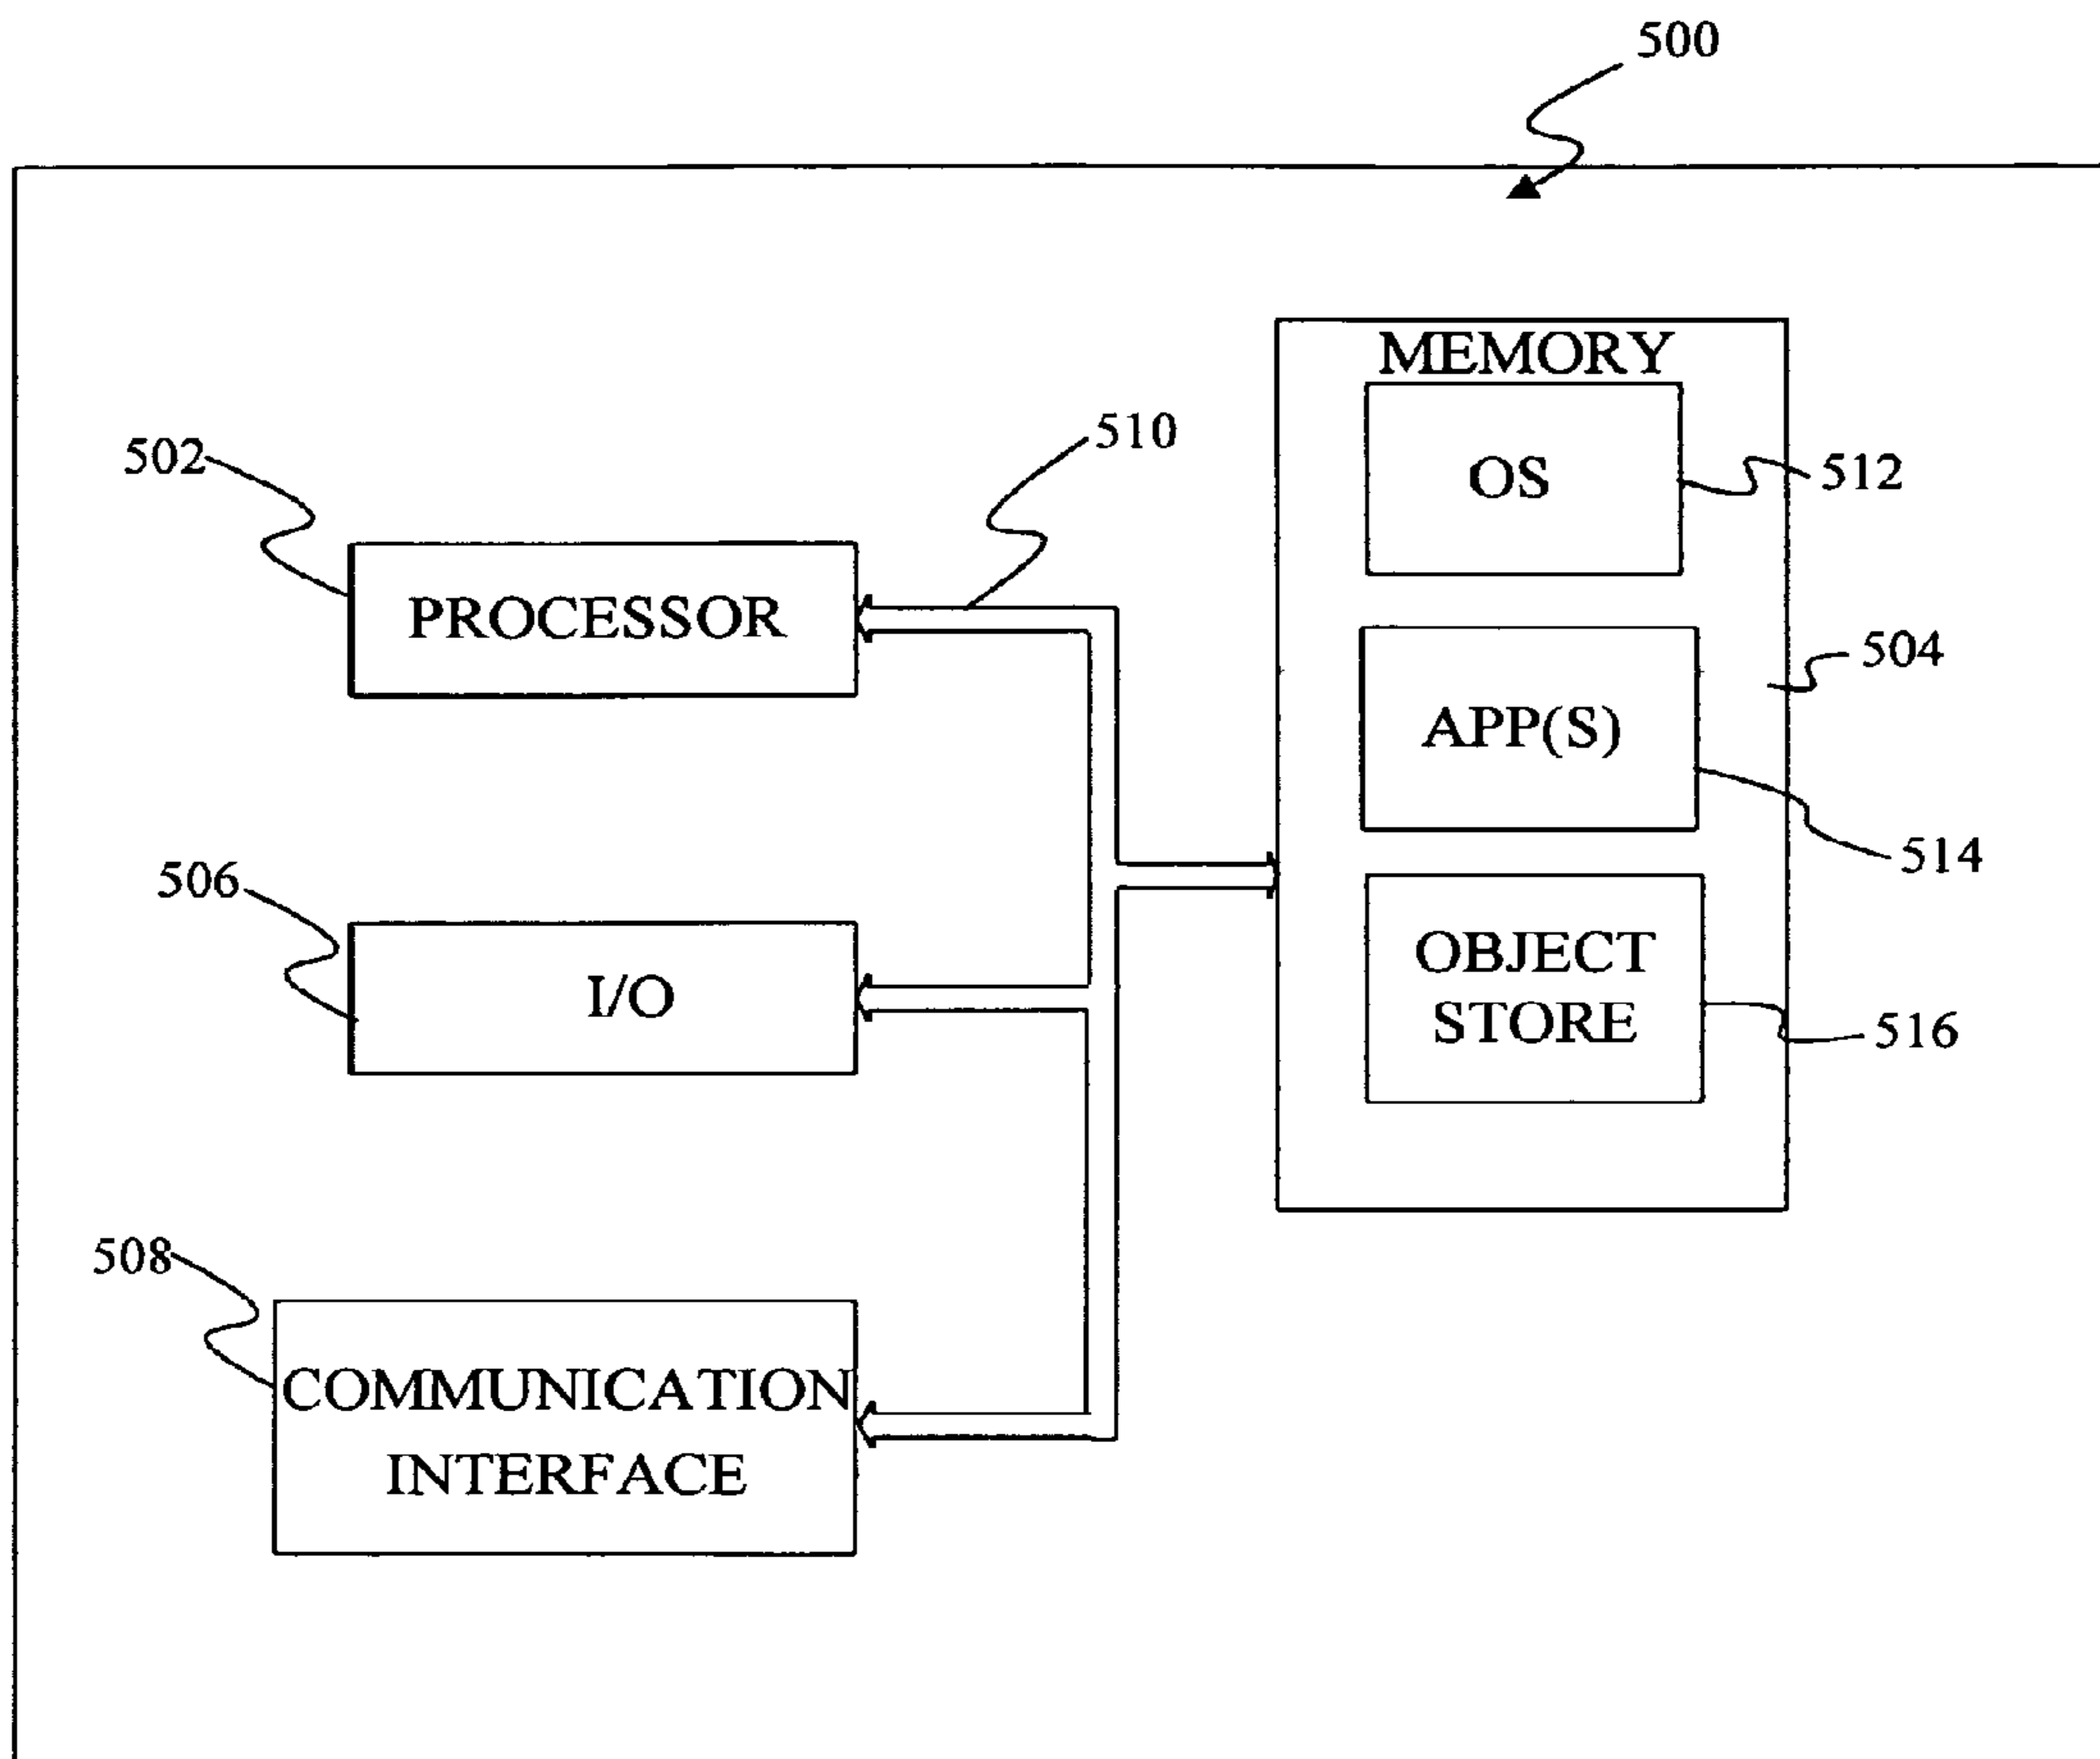 500
MEMORY
510
502
OS
512
PROCESSOR
504
APP(S)
514
506
I/O
OBJECT
STORE
516
508
COMMUNICATION
INTERFACE